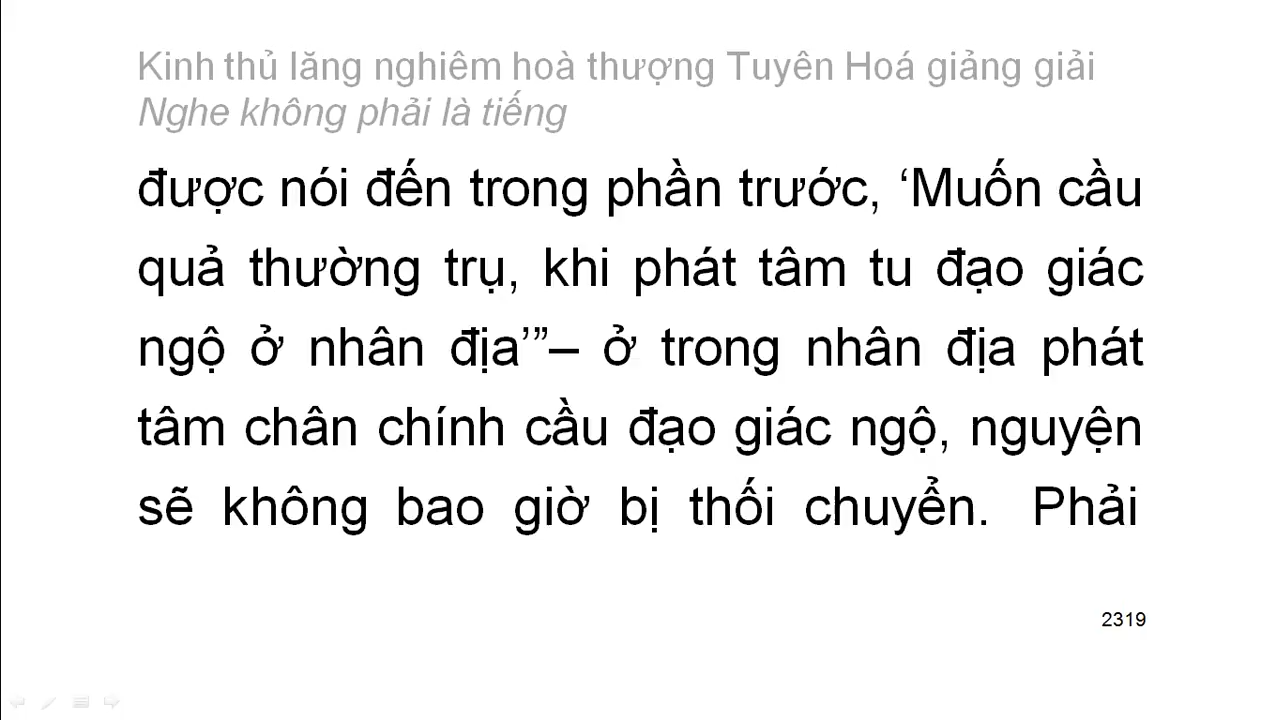 Kinh thủ lăng nghiêm hoà thượng Tuyên Hoá giảng giải
Nghe không phải là tiếng
được nói đến trong phần trước, ‘Muốn cầu
quả thường trụ, khi phát tâm tu đạo giác
ngộ ở nhân địa’”– ở trong nhân địa phát
tâm chân chính cầu đạo giác ngộ, nguyện
sẽ không bao giờ bị thối chuyển. Phải
2319